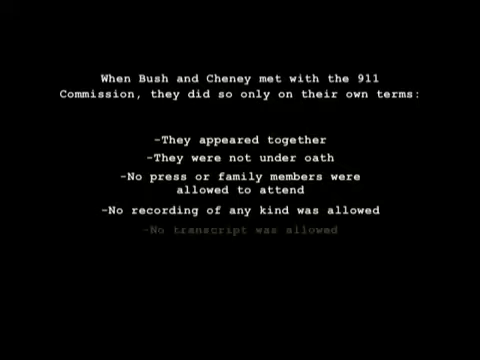 When Bush and Cheney met with the 911
Commission, they did so only on their own terms:
-They appeared together
-They were not under oath
-No press or family members were
allowed to attend
-No recording of any kind was allowed
-No transcript was allowed